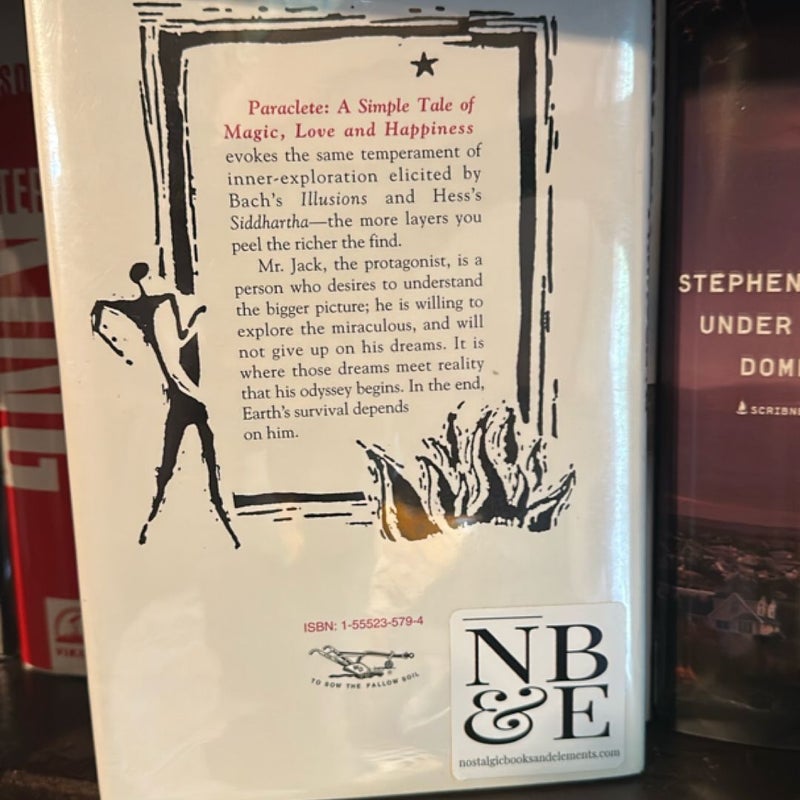 Paraclete: A Simple Tale of
Magic, Love and Happiness
evokes the same temperament of
inner-exploration elicited by
Bach's Illusions and Hess's
Siddhartha—the more layers you
peel the richer the find.
Mr. Jack, the protagonist, is a
person who desires to understand
the bigger picture; he is willing to
explore the miraculous, and will
not give up on his dreams. It is
where those dreams meet reality
that his odyssey begins. In the end,
Earth's survival depends
on him.
ISBN: 1-55523-579-4
TO SOW THE FALLOW SOIL
NB
&E
nostalgicbooksandelements.com
STEPHEN
UNDER
DOM
SCRIBNE